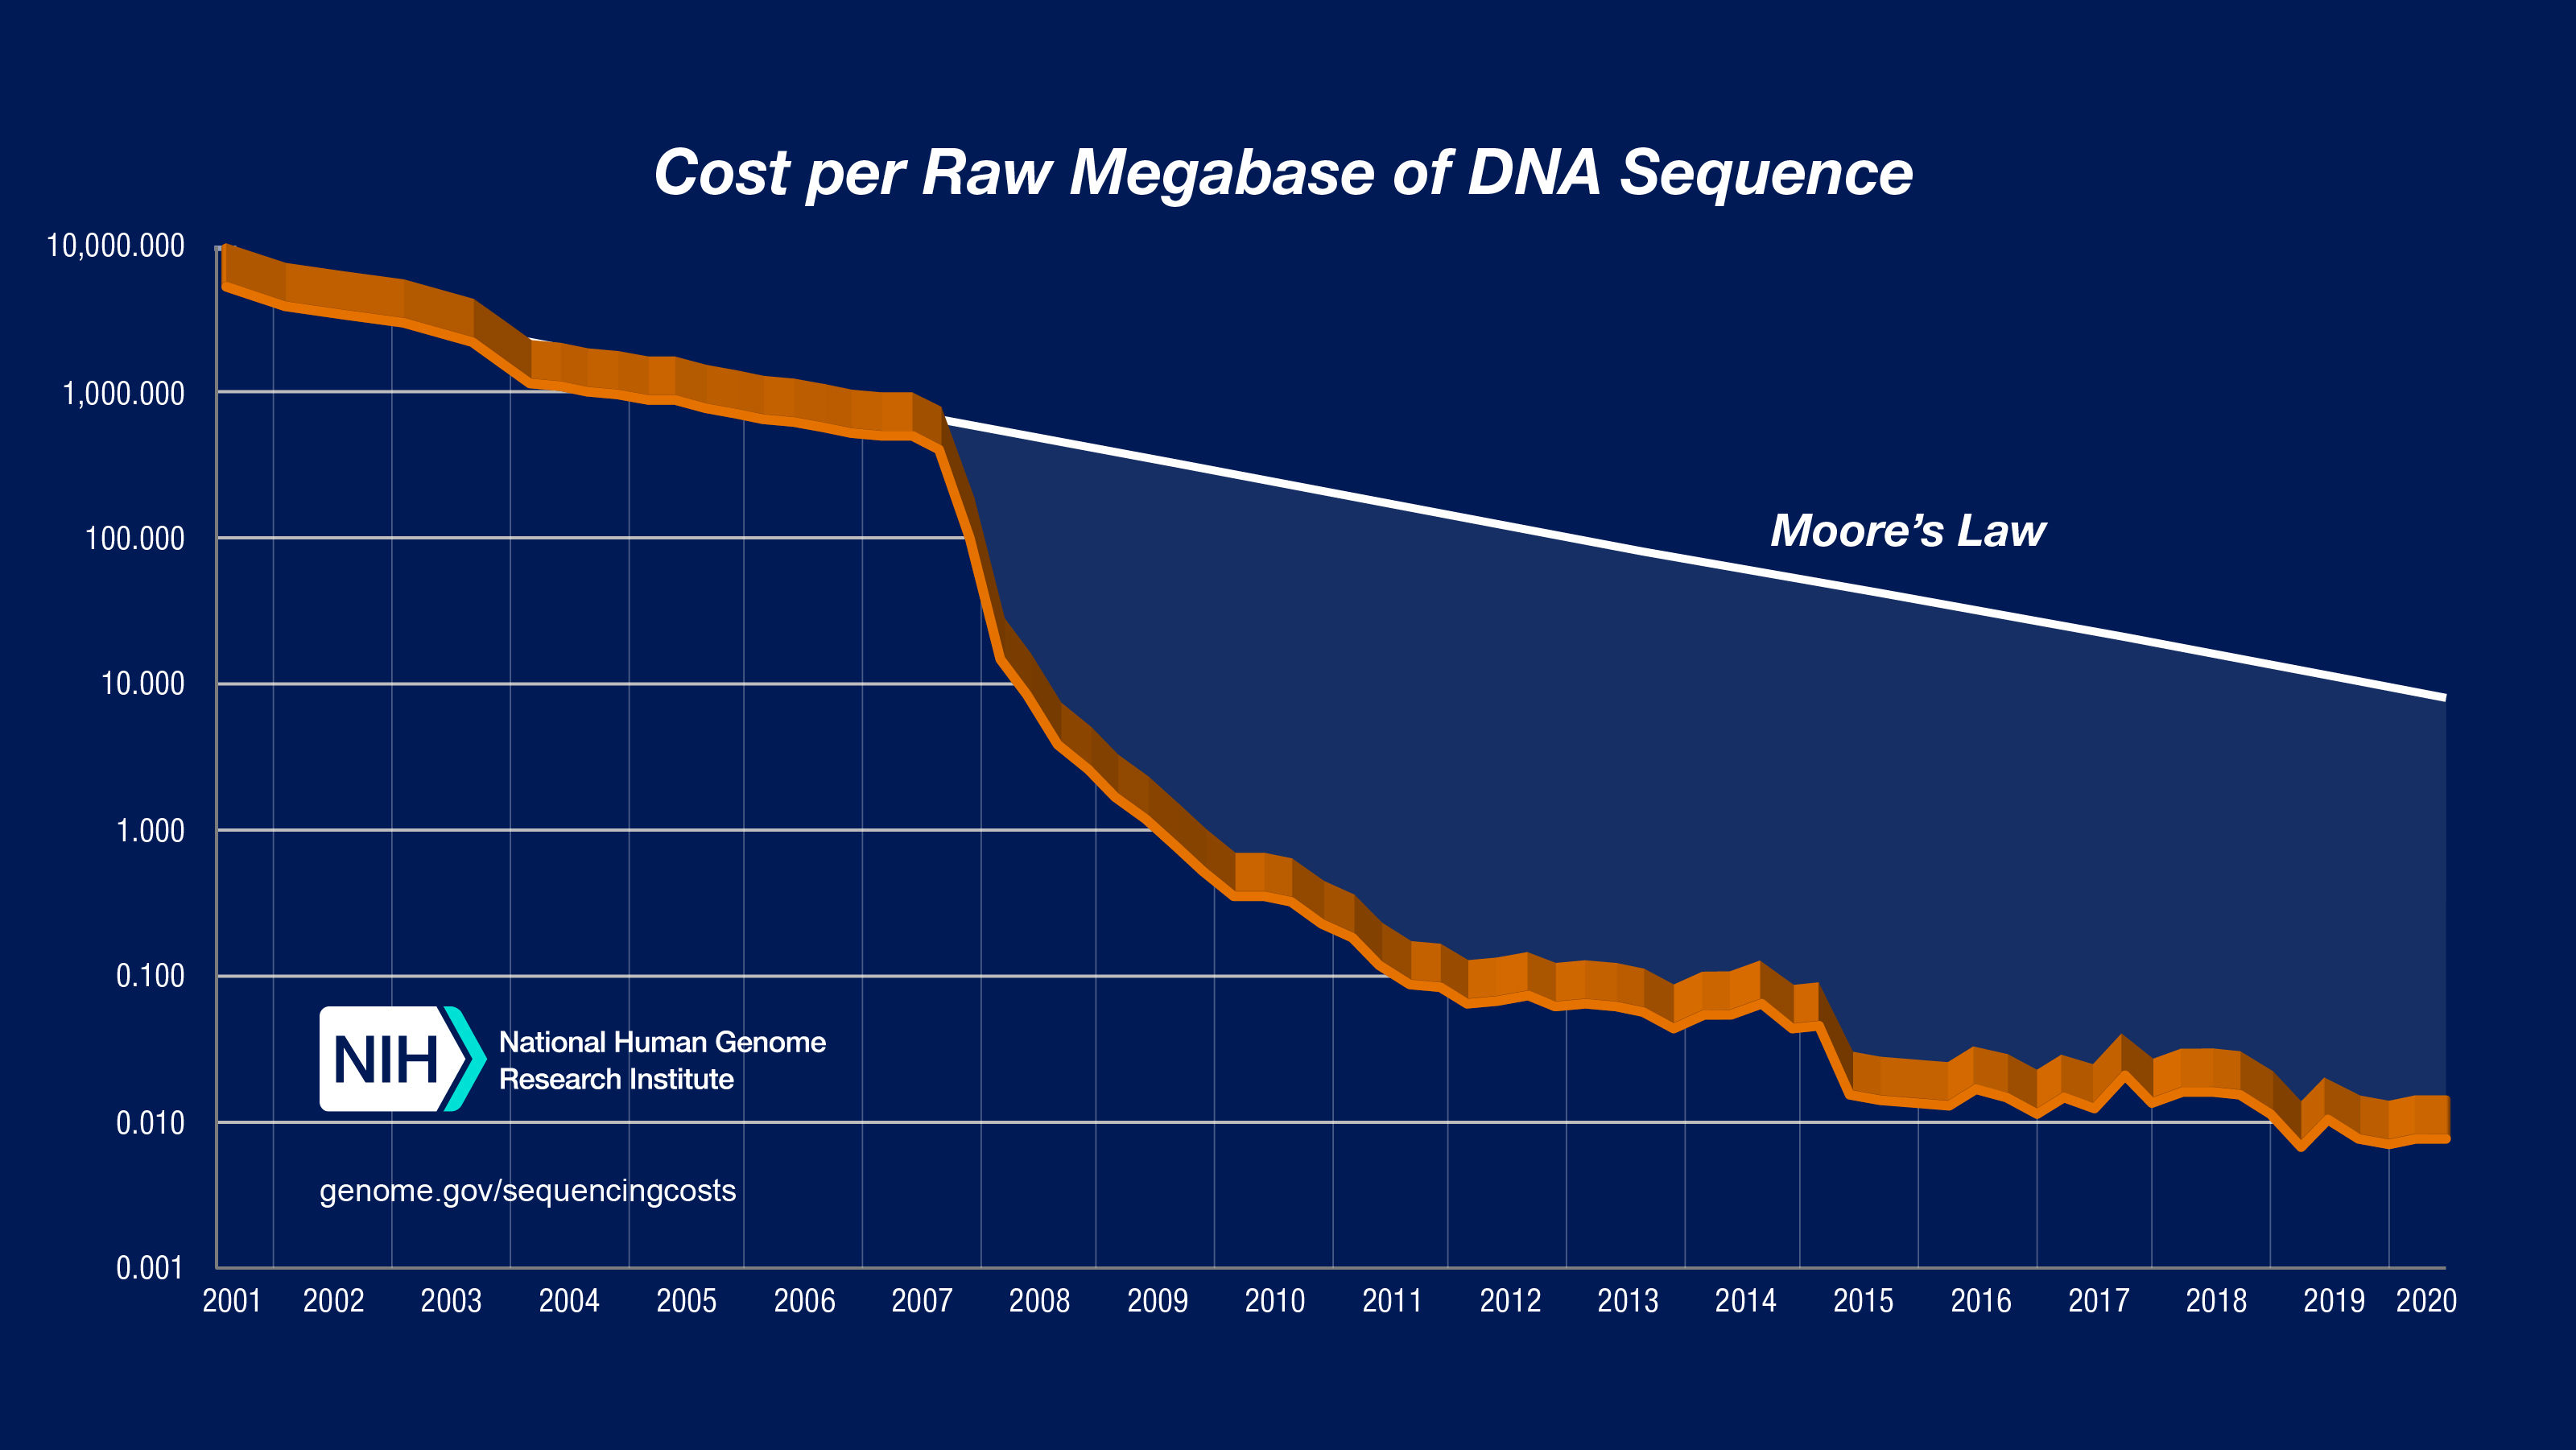 Cost per Raw Megabase of DNA Sequence
10,000.000
1,000.000
100.000
10.000
1.000
0.100
0.010
0.001
Moore’s Law
NIH
National Human Genome
Research Institute
genome.gov/sequencingcosts
2001 2002 2003 2004 2005 2006 2007 2008 2009 2010 2011 2012 2013 2014 2015 2016 2017 2018 2019 2020